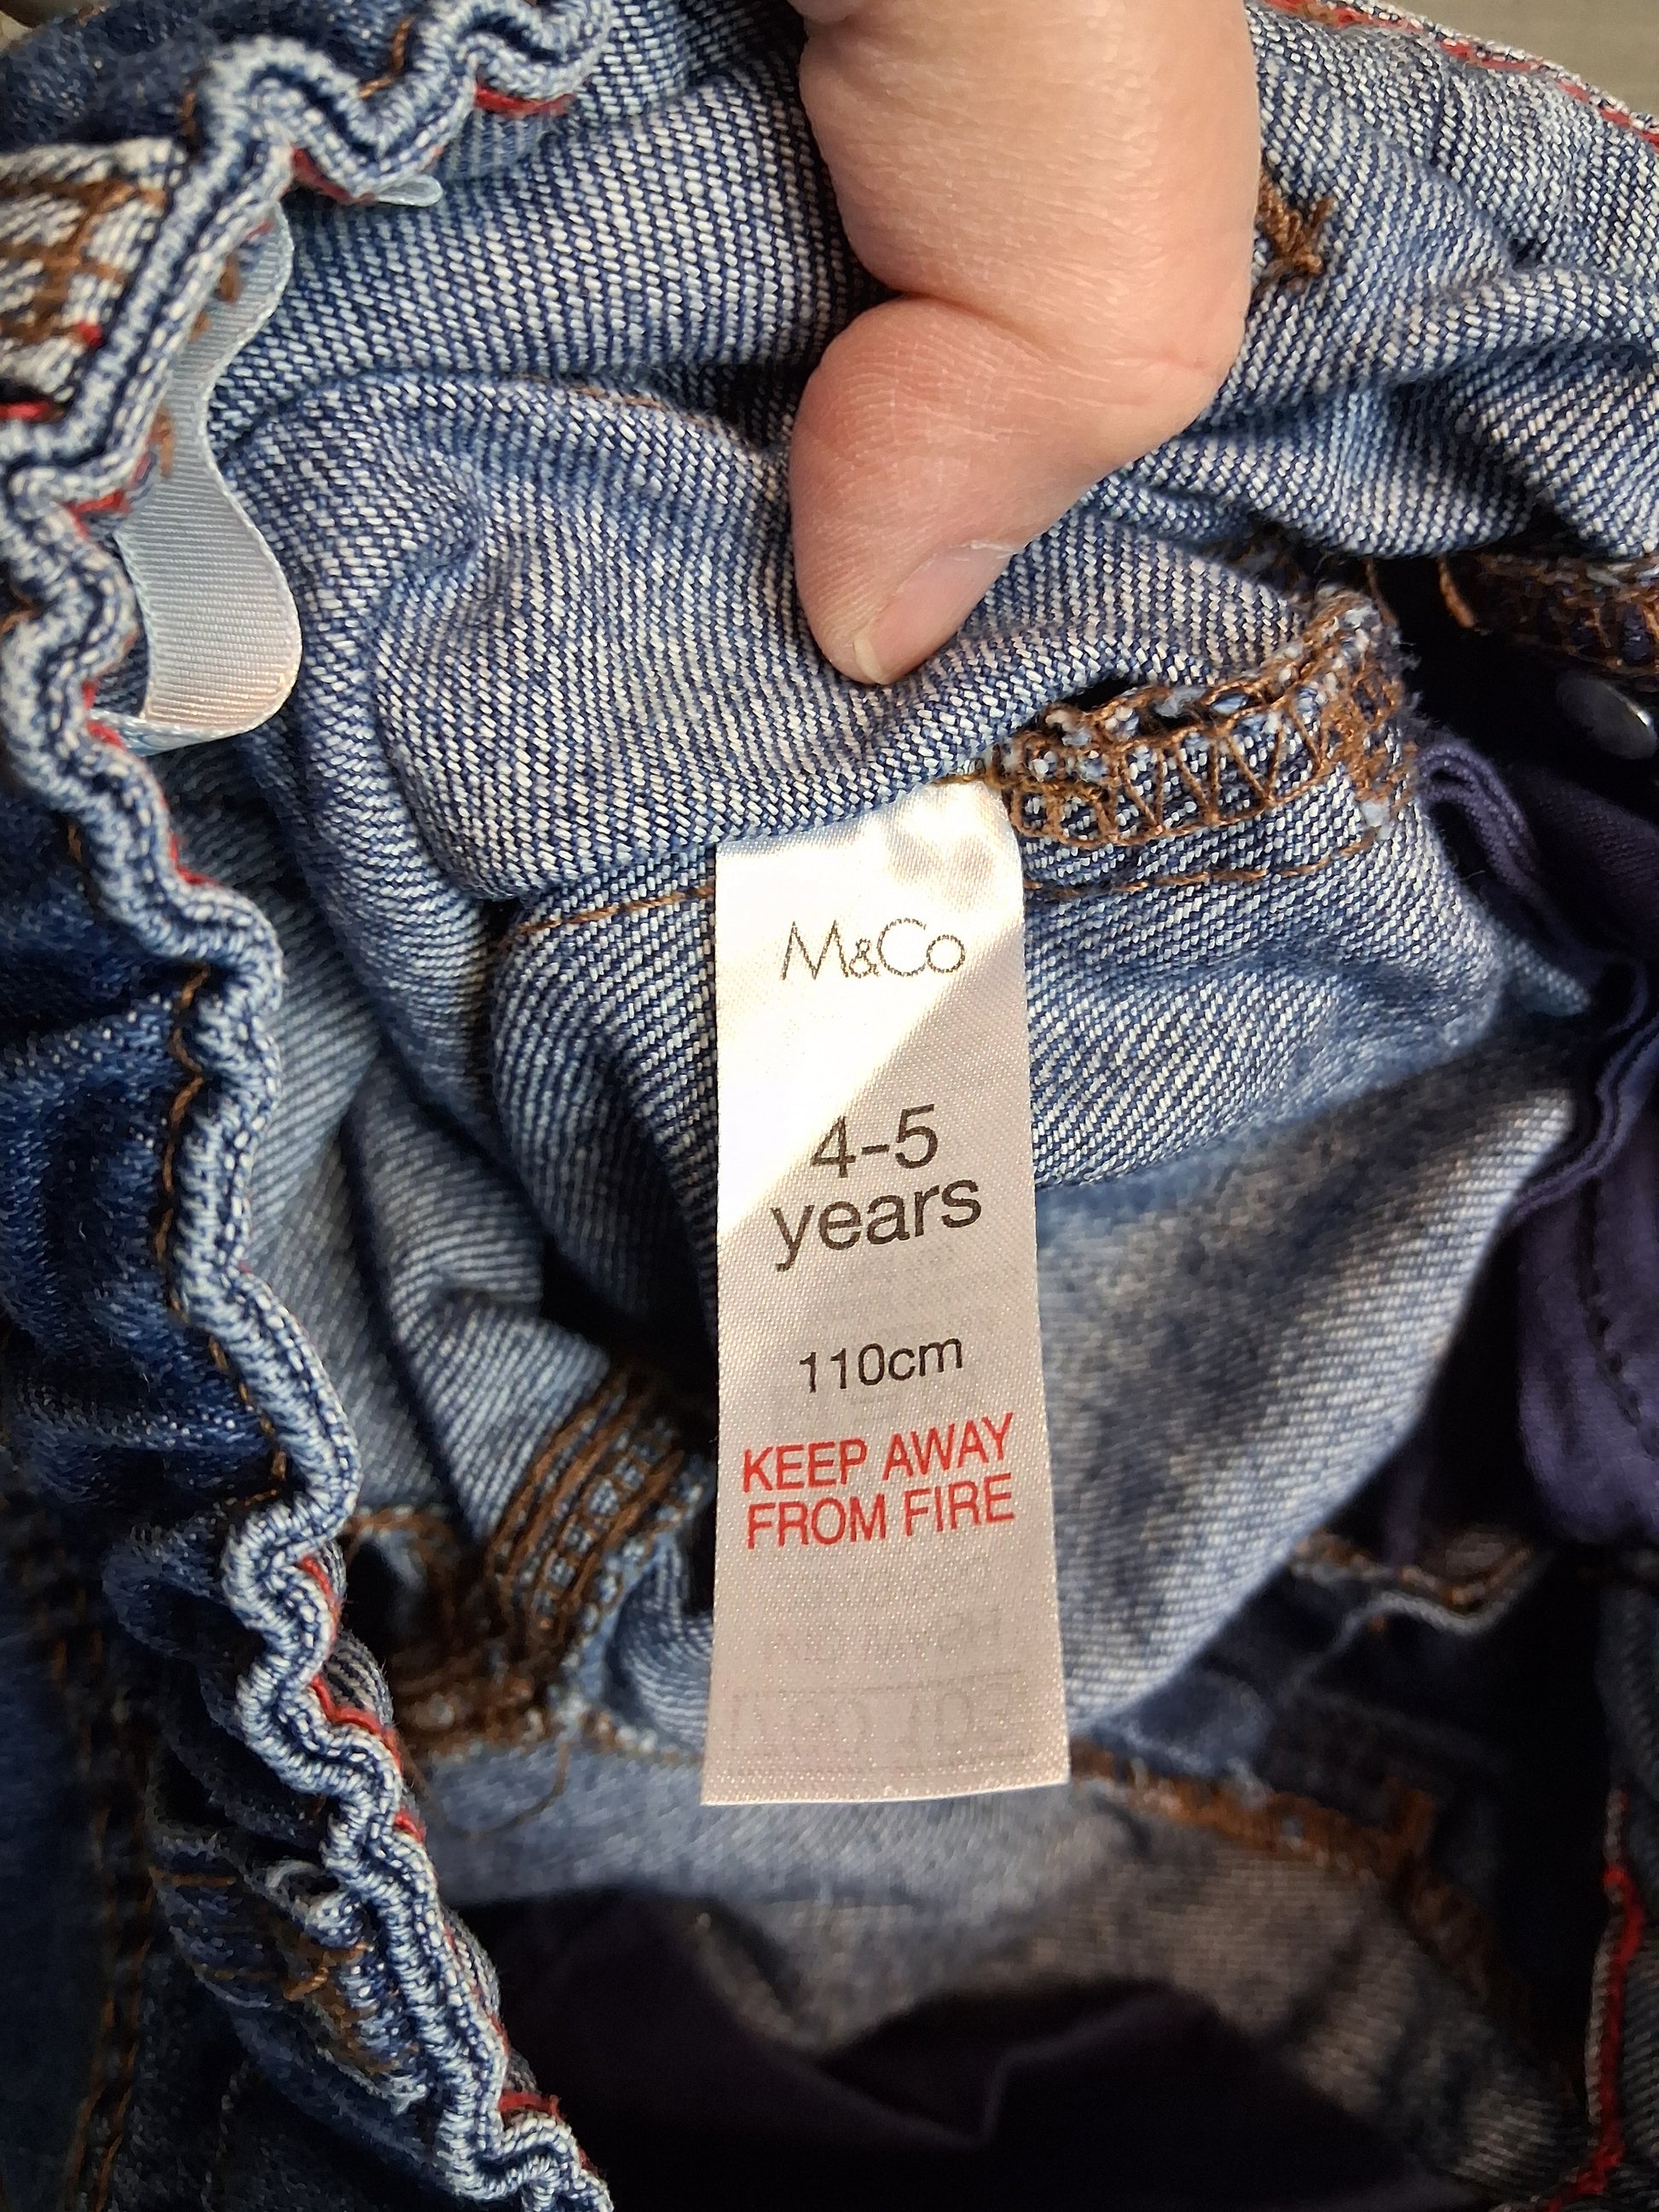 M&Co
4-5
years
110cm
KEEP AWAY
FROM FIRE